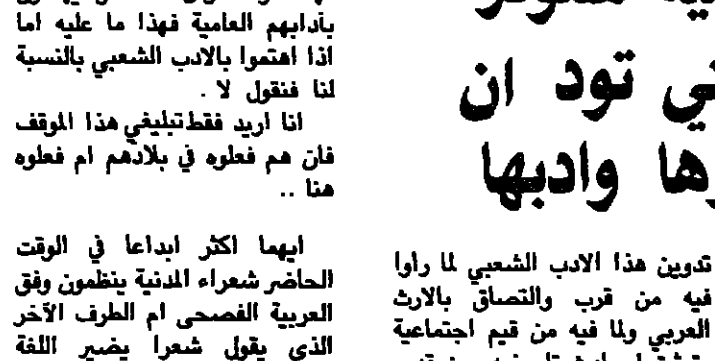 تود ان
وادبها
تدوين هذا الادب الشعبي لما رأوا
فيه من قرب والتصاق بالارث
العربي ولما فيه من قيم اجتماعية
بآدابهم العامية فهذا ما عليه اما
اذا اهتموا بالادب الشعبي بالنسبة
لنا فنقول لا .
انا اريد فقط تبليغي هذا الموقف
فان هم فعلوه في بلادهم ام فعلوه
هنا ..
ايهما اكثر ابداعا في الوقت
الحاضر شعراء المدنية ينظمون وفق
العربية الفصحى ام الطرف الآخر
الذي يقول شعرا يضير اللغة